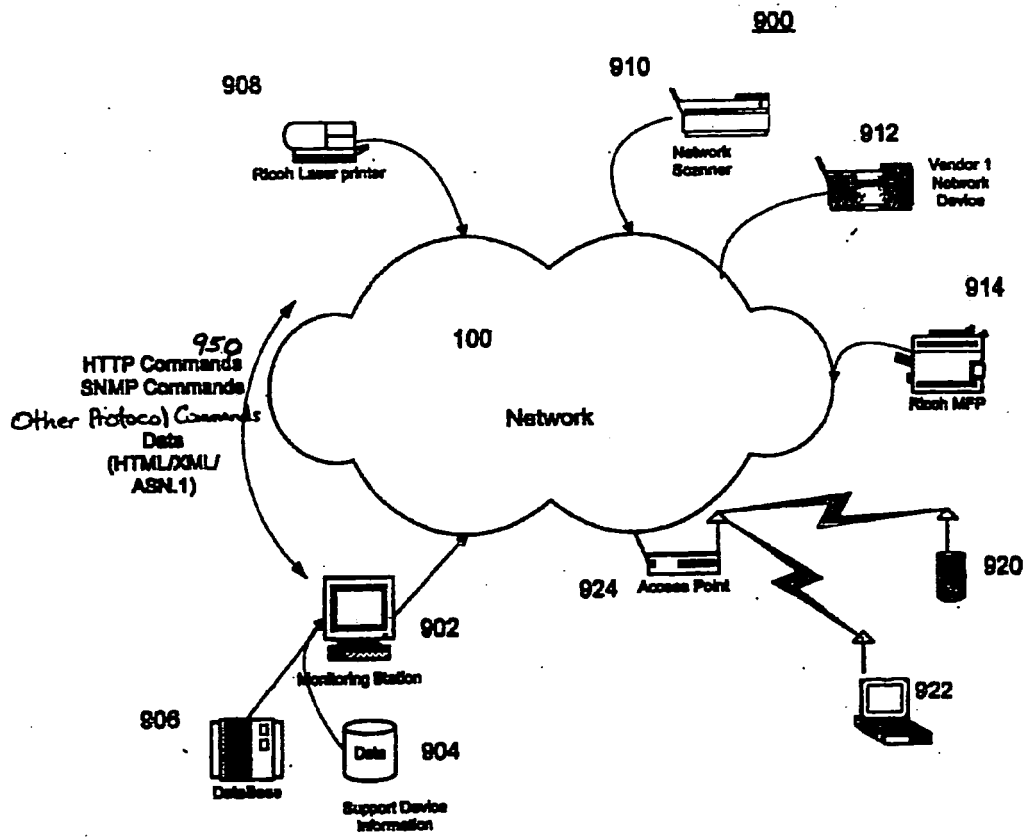 900
908
Ricoh Laser printer
910
Network
Scanner
912
Vendor 1
Network
Device
914
Ricoh MFP
100
Network
950
HTTP Commands
SNMP Commands
Other Protocol Commands
Data
(HTML/XML/
ASN.1)
924
Access Point
920
922
902
Monitoring Station
906
DataBase
Data
904
Support Device
Information